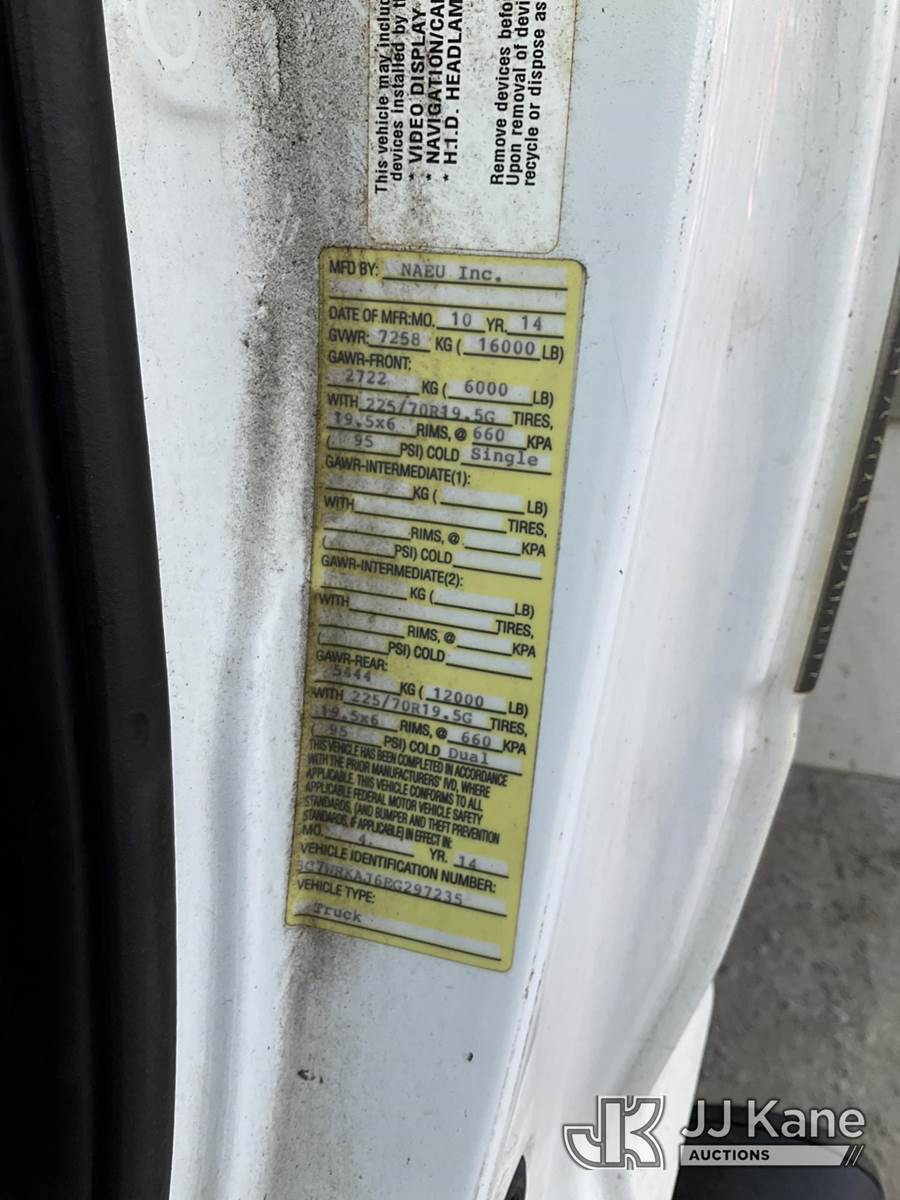 This vehicle may include
devices installed by th
* VIDEO DISPLAY
* NAVIGATION/CA
* H.I.D. HEADLAM
Remove devices befo
Upon removal of devi
recycle or dispose as
MFD BY: NAEU Inc.
DATE OF MFR:MO. 10 YR. 14
GVWR: 7258 KG ( 16000 LB)
GAWR-FRONT:
2722 KG ( 6000 LB)
WITH 225/70R19.5G TIRES,
19.5x6 RIMS, @ 660 KPA
( 95 PSI) COLD Single
GAWR-INTERMEDIATE(1):
KG ( LB)
WITH TIRES,
RIMS, @ KPA
( PSI) COLD
GAWR-INTERMEDIATE(2):
KG ( LB)
WITH TIRES,
RIMS, @ KPA
( PSI) COLD
GAWR-REAR:
5444 KG ( 12000 LB)
WITH 225/70R19.5G TIRES,
19.5x6 RIMS, @ 660 KPA
( 95 PSI) COLD Dual
THIS VEHICLE HAS BEEN COMPLETED IN ACCORDANCE
WITH THE PRIOR MANUFACTURERS' IVD, WHERE
APPLICABLE. THIS VEHICLE CONFORMS TO ALL
APPLICABLE FEDERAL MOTOR VEHICLE SAFETY
STANDARDS, (AND BUMPER AND THEFT PREVENTION
STANDARDS, IF APPLICABLE) IN EFFECT IN:
MO. 4. YR. 14
VEHICLE IDENTIFICATION NUMBER:
3C7WRKAJ6EG297235
VEHICLE TYPE:
Truck
JK JJ Kane
AUCTIONS